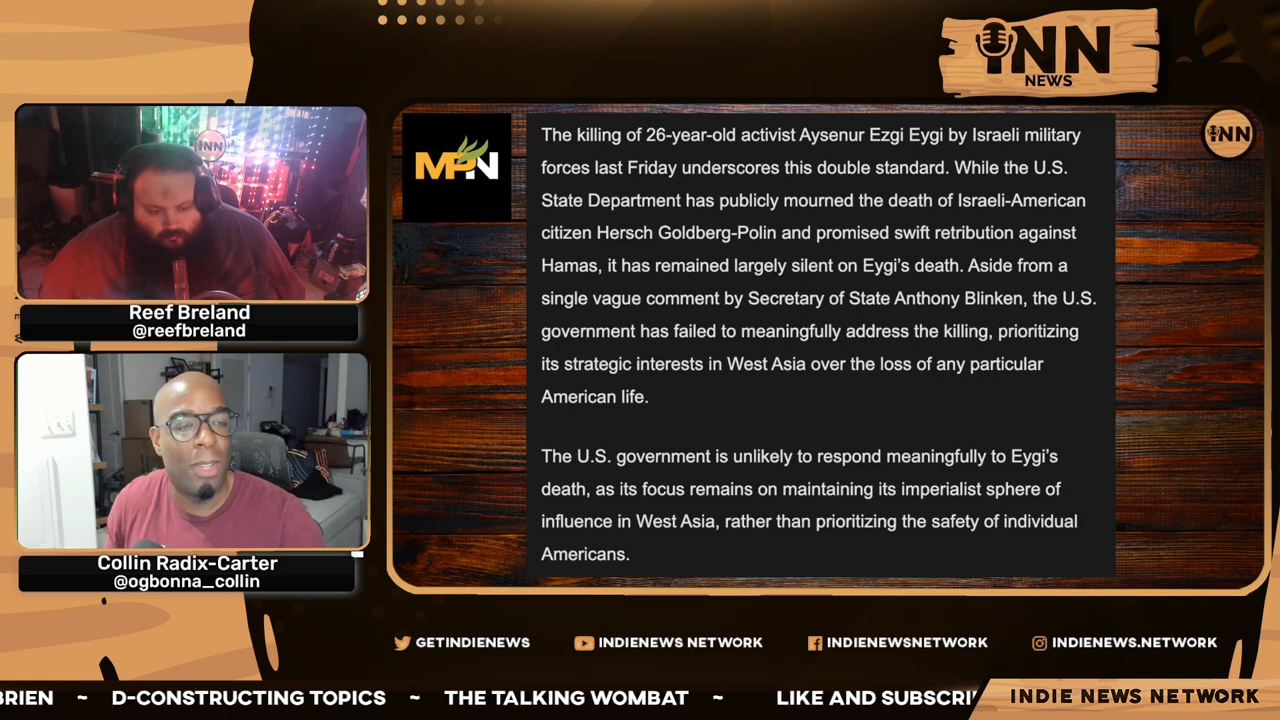 INN
NEWS
INN
MPN
The killing of 26-year-old activist Aysenur Ezgi Eygi by Israeli military
forces last Friday underscores this double standard. While the U.S.
State Department has publicly mourned the death of Israeli-American
citizen Hersch Goldberg-Polin and promised swift retribution against
Hamas, it has remained largely silent on Eygi's death. Aside from a
single vague comment by Secretary of State Anthony Blinken, the U.S.
government has failed to meaningfully address the killing, prioritizing
its strategic interests in West Asia over the loss of any particular
American life.
The U.S. government is unlikely to respond meaningfully to Eygi's
death, as its focus remains on maintaining its imperialist sphere of
influence in West Asia, rather than prioritizing the safety of individual
Americans.
INN
Reef Breland
@reefbreland
Collin Radix-Carter
@ogbonna_collin
GETINDIENEWS
INDIENEWS NETWORK
INDIENEWSNETWORK
INDIENEWS.NETWORK
BRIEN ~ D-CONSTRUCTING TOPICS ~ THE TALKING WOMBAT ~ LIKE AND SUBSCRI
INDIE NEWS NETWORK